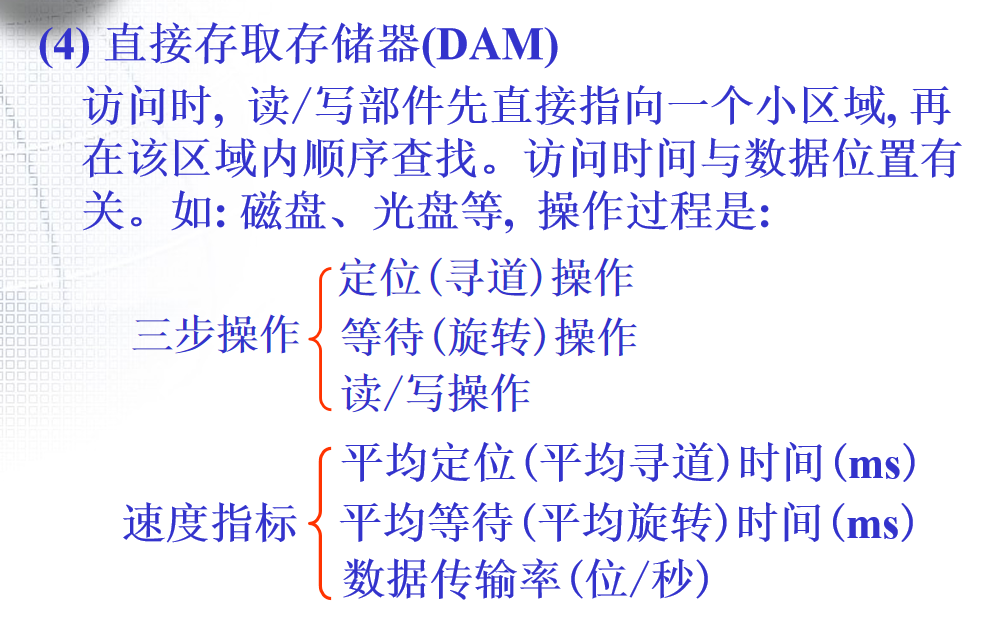 (4) 直接存取存储器(DAM)
访问时, 读/写部件先直接指向一个小区域, 再
在该区域内顺序查找。访问时间与数据位置有
关。如: 磁盘、光盘等, 操作过程是:
三步操作
定位(寻道)操作
等待(旋转)操作
读/写操作
速度指标
平均定位(平均寻道)时间(ms)
平均等待(平均旋转)时间(ms)
数据传输率(位/秒)